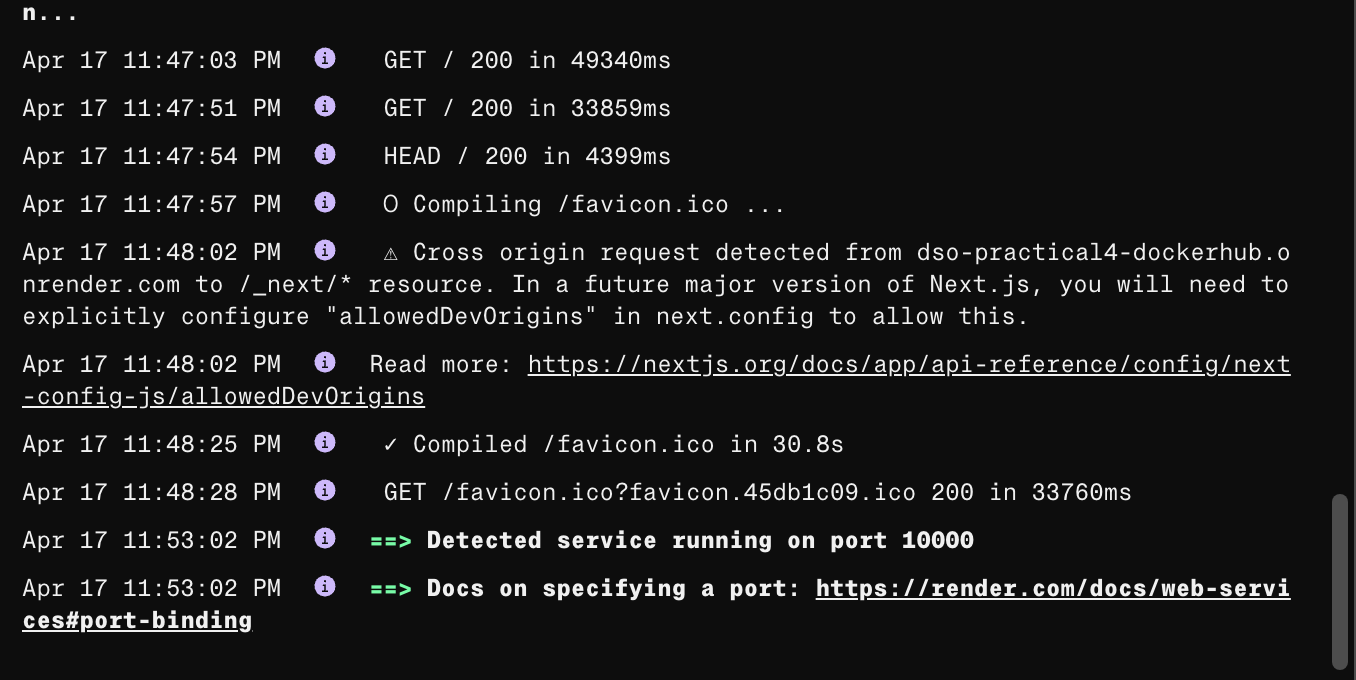 n...
Apr 17 11:47:03 PM i GET / 200 in 49340ms
Apr 17 11:47:51 PM i GET / 200 in 33859ms
Apr 17 11:47:54 PM i HEAD / 200 in 4399ms
Apr 17 11:47:57 PM i ○ Compiling /favicon.ico ...
Apr 17 11:48:02 PM i ⚠ Cross origin request detected from dso-practical4-dockerhub.o
nrender.com to /_next/* resource. In a future major version of Next.js, you will need to
explicitly configure "allowedDevOrigins" in next.config to allow this.
Apr 17 11:48:02 PM i Read more: https://nextjs.org/docs/app/api-reference/config/next
-config-js/allowedDevOrigins
Apr 17 11:48:25 PM i ✓ Compiled /favicon.ico in 30.8s
Apr 17 11:48:28 PM i GET /favicon.ico?favicon.45db1c09.ico 200 in 33760ms
Apr 17 11:53:02 PM i ==> Detected service running on port 10000
Apr 17 11:53:02 PM i ==> Docs on specifying a port: https://render.com/docs/web-servi
ces#port-binding